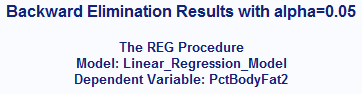 Backward Elimination Results with alpha=0.05
The REG Procedure
Model: Linear_Regression_Model
Dependent Variable: PctBodyFat2